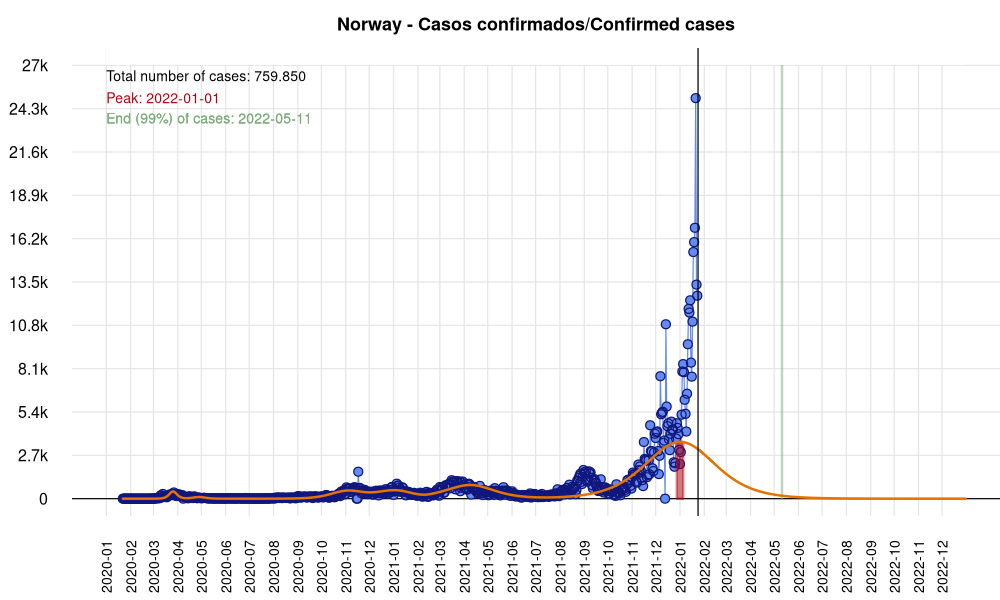 Norway - Casos confirmados/Confirmed cases
Total number of cases: 759.850
Peak: 2022-01-01
End (99%) of cases: 2022-05-11
27k
24.3k
21.6k
18.9k
16.2k
13.5k
10.8k
8.1k
5.4k
2.7k
0
2020-01
2020-02
2020-03
2020-04
2020-05
2020-06
2020-07
2020-08
2020-09
2020-10
2020-11
2020-12
2021-01
2021-02
2021-03
2021-04
2021-05
2021-06
2021-07
2021-08
2021-09
2021-10
2021-11
2021-12
2022-01
2022-02
2022-03
2022-04
2022-05
2022-06
2022-07
2022-08
2022-09
2022-10
2022-11
2022-12